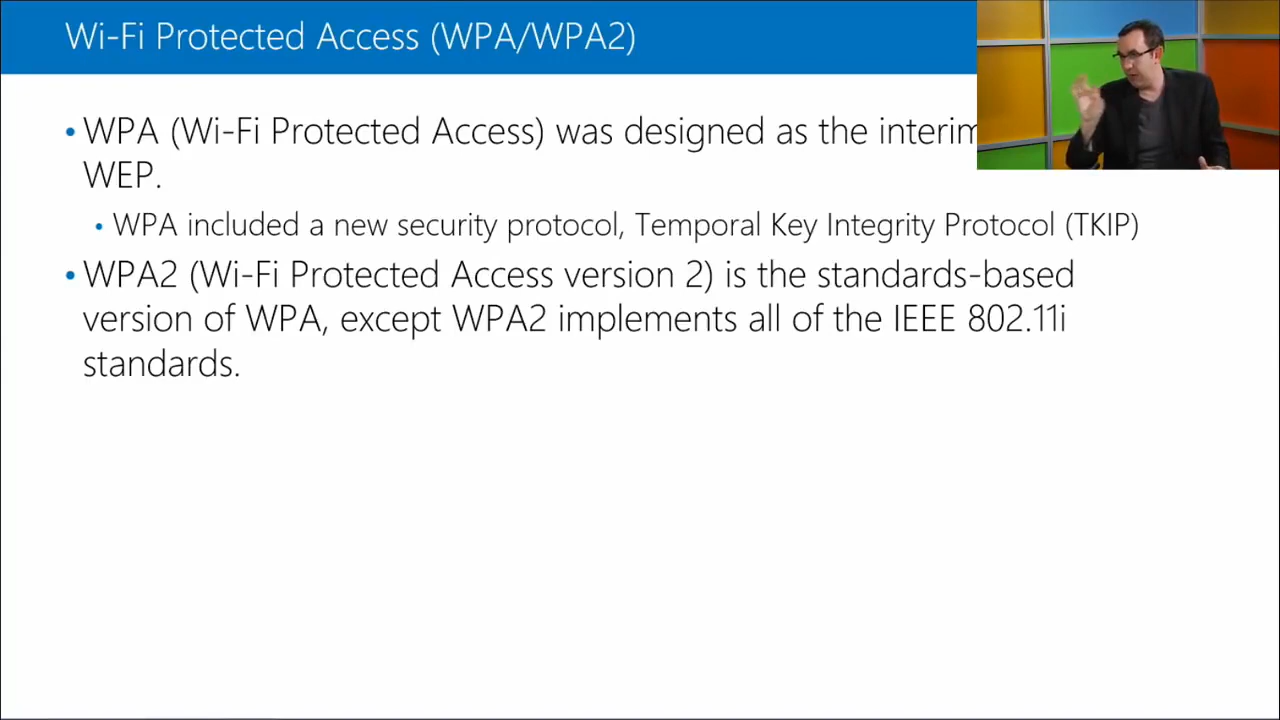 Wi-Fi Protected Access (WPA/WPA2)
• WPA (Wi-Fi Protected Access) was designed as the interim
WEP.
• WPA included a new security protocol, Temporal Key Integrity Protocol (TKIP)
• WPA2 (Wi-Fi Protected Access version 2) is the standards-based
version of WPA, except WPA2 implements all of the IEEE 802.11i
standards.